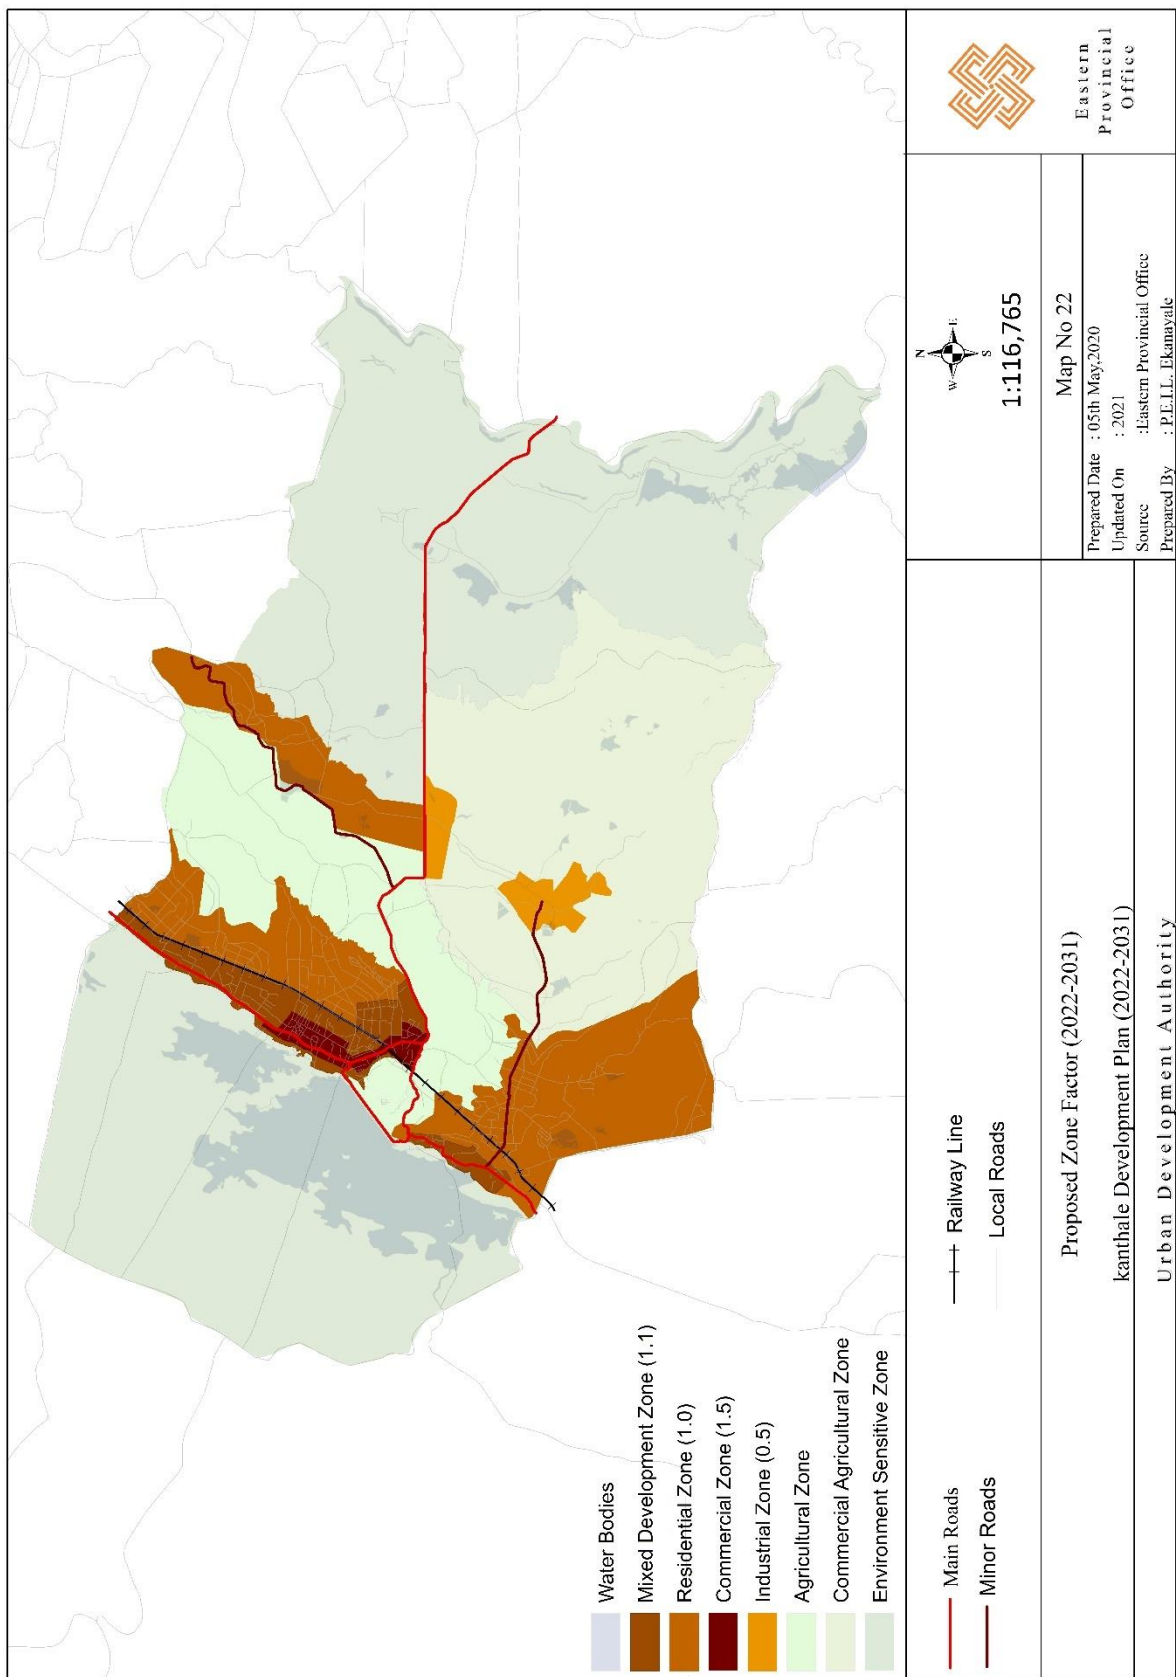 Water Bodies
Mixed Development Zone (1.1)
Residential Zone (1.0)
Commercial Zone (1.5)
Industrial Zone (0.5)
Agricultural Zone
Commercial Agricultural Zone
Environment Sensitive Zone
Main Roads
Minor Roads
Railway Line
Local Roads
Proposed Zone Factor (2022-2031)
kanthale Development Plan (2022-2031)
Urban Development Authority
N
W
E
S
1:116,765
Map No 22
Prepared Date : 05th May,2020
Updated On : 2021
Source :Eastern Provincial Office
Prepared By : P.E.I.L. Ekanayale
Eastern
Provincial
Office